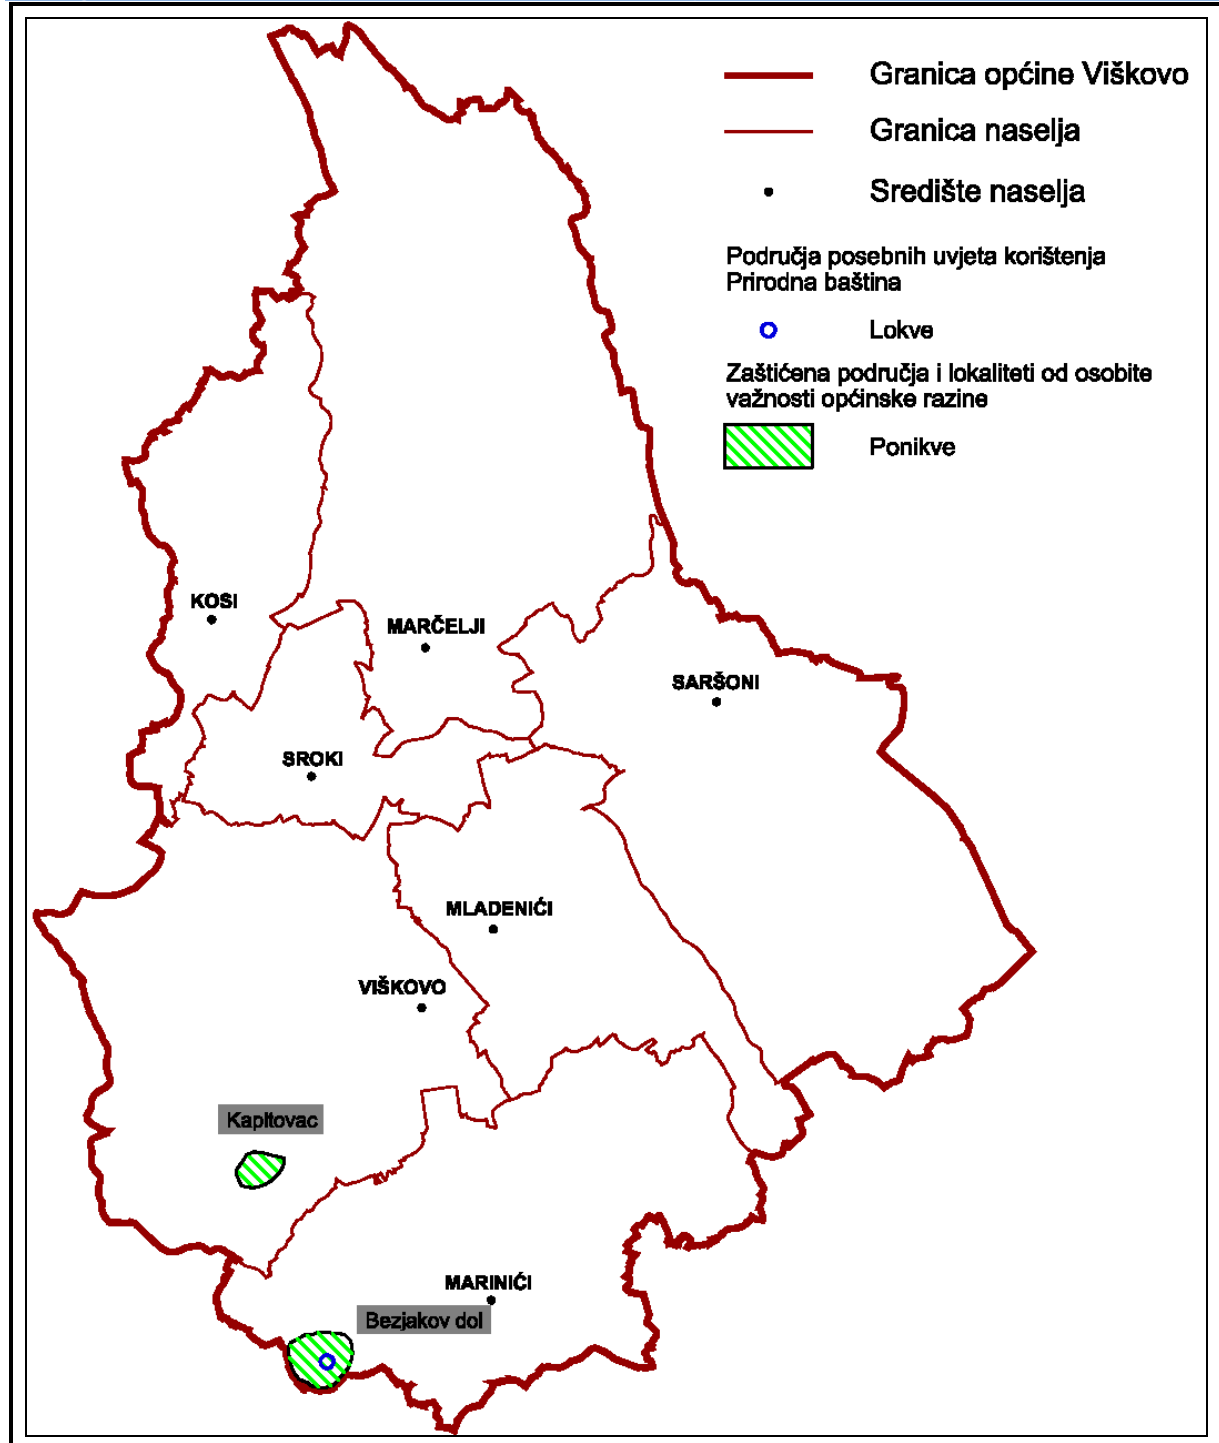 Granica općine Viškovo
Granica naselja
Središte naselja
Područja posebnih uvjeta korištenja
Prirodna baština
Lokve
Zaštićena područja i lokaliteti od osobite
važnosti općinske razine
Ponikve
KOSI
MARČELJI
SARŠONI
SROKI
MLADENIĆI
VIŠKOVO
Kapitovac
MARINIĆI
Bezjakov dol